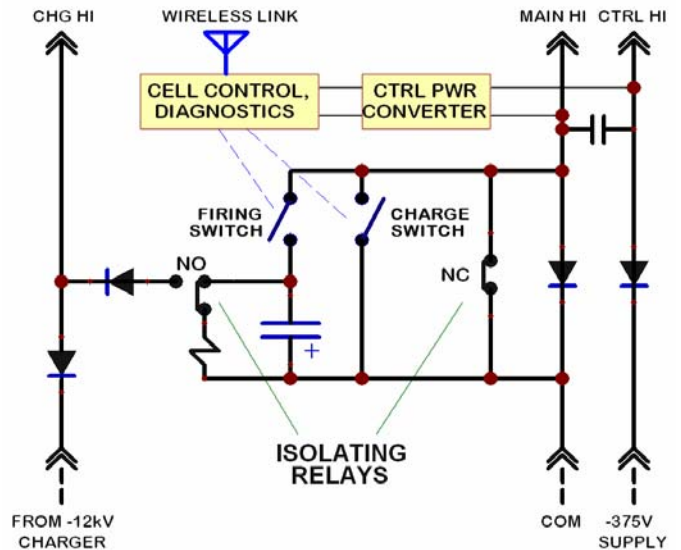 CHG HI
WIRELESS LINK
MAIN HI
CTRL HI
CELL CONTROL,
DIAGNOSTICS
CTRL PWR
CONVERTER
FIRING
SWITCH
CHARGE
SWITCH
NO
NC
+
ISOLATING
RELAYS
FROM -12kV
CHARGER
COM
-375V
SUPPLY